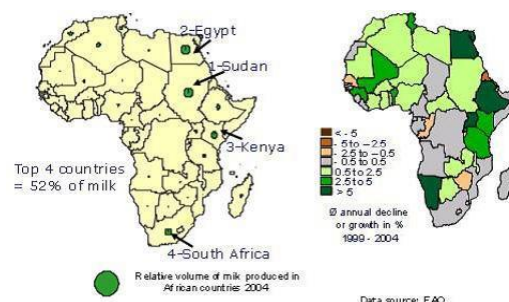 2-Egypt
1-Sudan
3-Kenya
Top 4 countries
= 52% of milk
4-South Africa
Relative volume of milk produced in
African countries 2004
< - 5
- 5 to – 2.5
- 2.5 to – 0.5
- 0.5 to 0.5
0.5 to 2.5
2.5 to 5
> 5
Ø annual decline
or growth in %
1999 - 2004
Data source: FAO